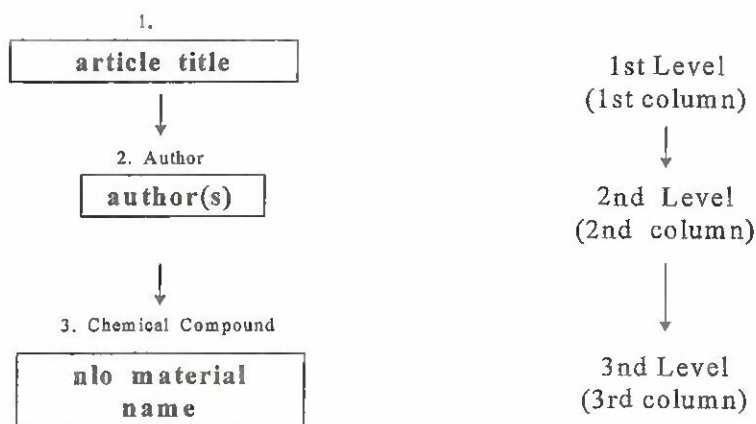 1.
article title
2. Author
author(s)
3. Chemical Compound
nlo material
name
1st Level
(1st column)
2nd Level
(2nd column)
3nd Level
(3rd column)